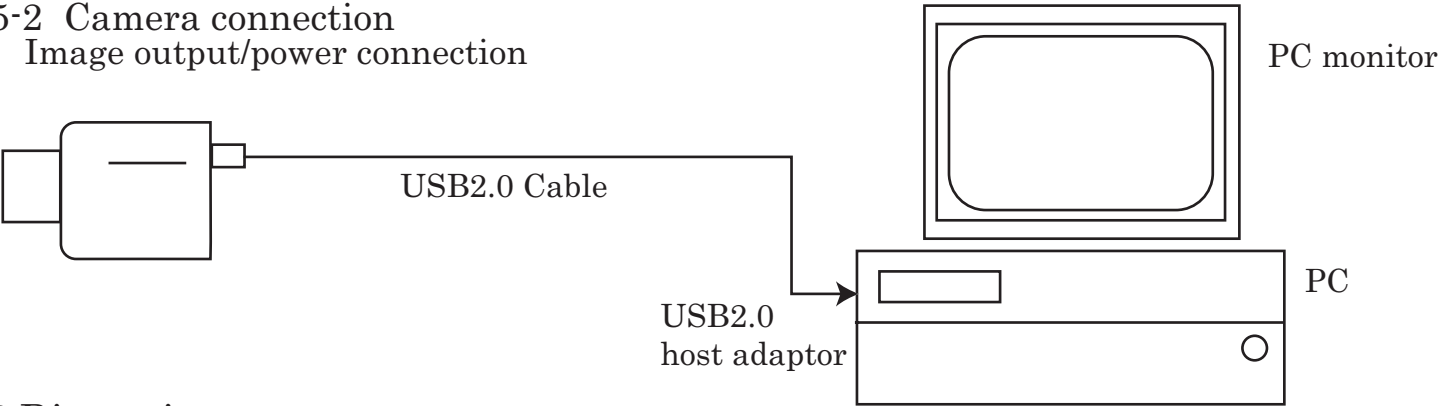 5-2 Camera connection
Image output/power connection
PC monitor
USB2.0 Cable
PC
USB2.0
host adaptor